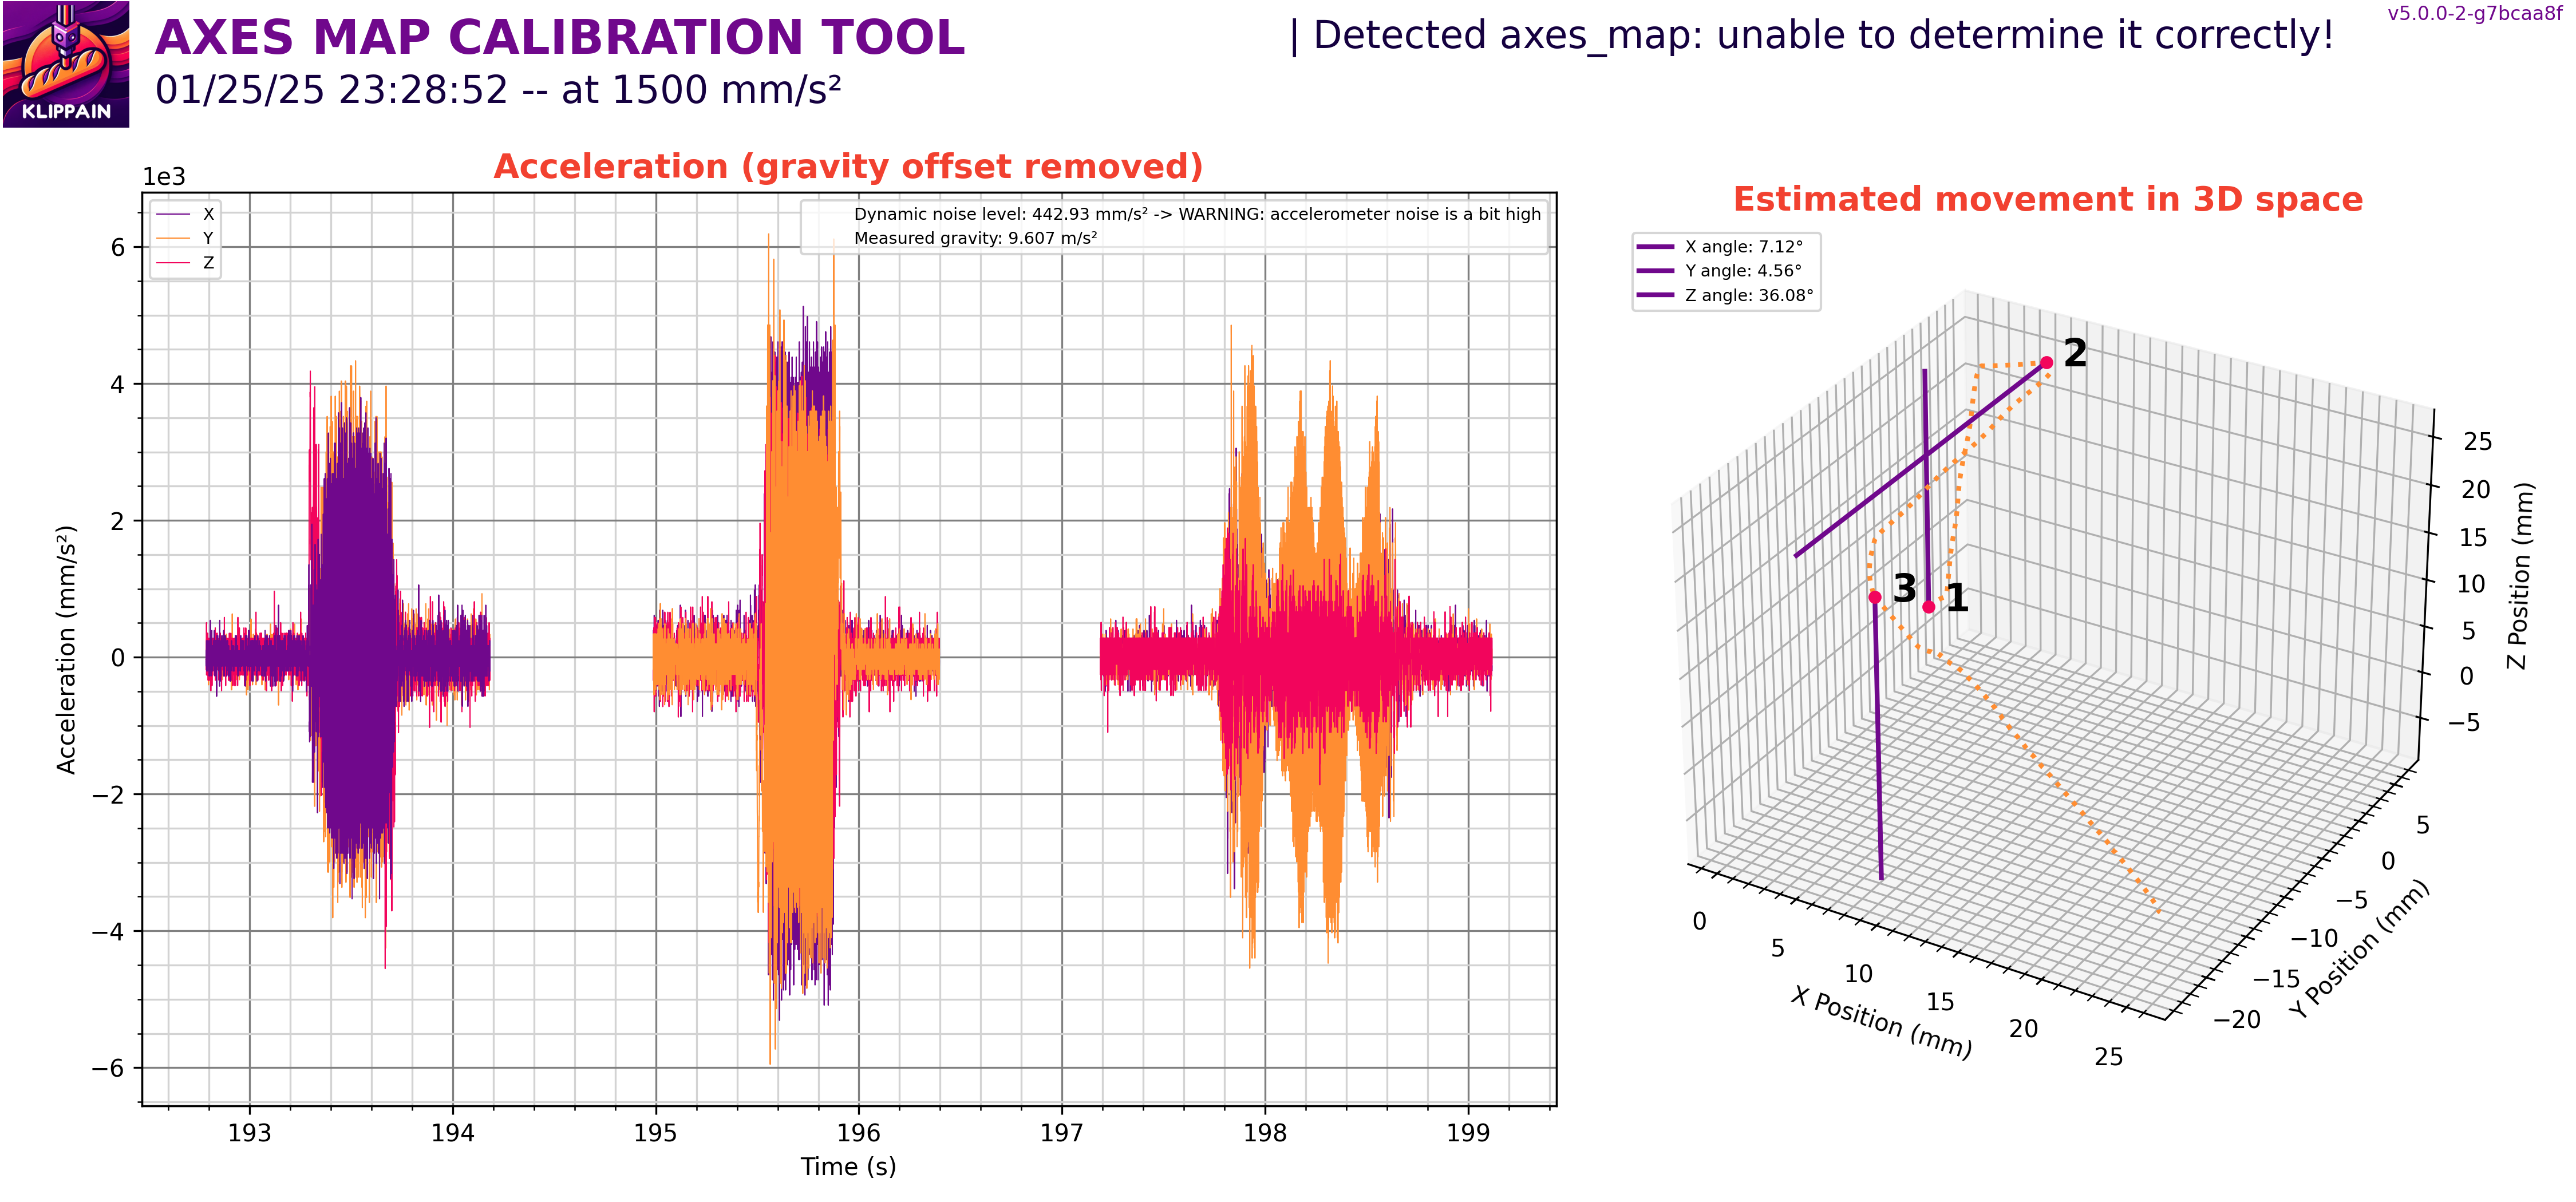 KLIPPAIN
AXES MAP CALIBRATION TOOL
01/25/25 23:28:52 -- at 1500 mm/s²
| Detected axes_map: unable to determine it correctly!
v5.0.0-2-g7bcaa8f
Acceleration (gravity offset removed)
1e3
X
Y
Z
Dynamic noise level: 442.93 mm/s² -> WARNING: accelerometer noise is a bit high
Measured gravity: 9.607 m/s²
6
4
2
0
−2
−4
−6
Acceleration (mm/s²)
193
194
195
196
197
198
199
Time (s)
Estimated movement in 3D space
X angle: 7.12°
Y angle: 4.56°
Z angle: 36.08°
2
3
1
25
20
15
10
5
0
−5
Z Position (mm)
5
0
−5
−10
−15
−20
Y Position (mm)
0
5
10
15
20
25
X Position (mm)